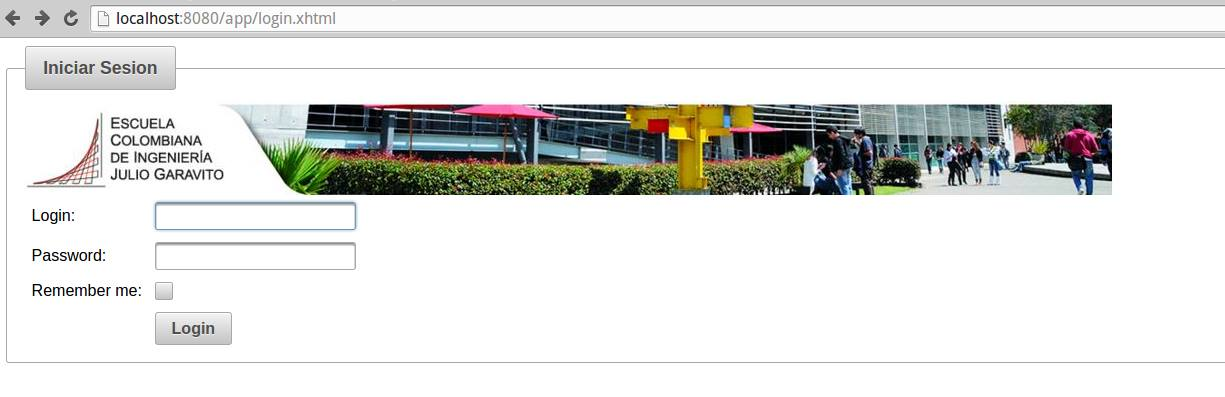 localhost:8080/app/login.xhtml
Iniciar Sesion
ESCUELA
COLOMBIANA
DE INGENIERÍA
JULIO GARAVITO
Login:
Password:
Remember me:
Login